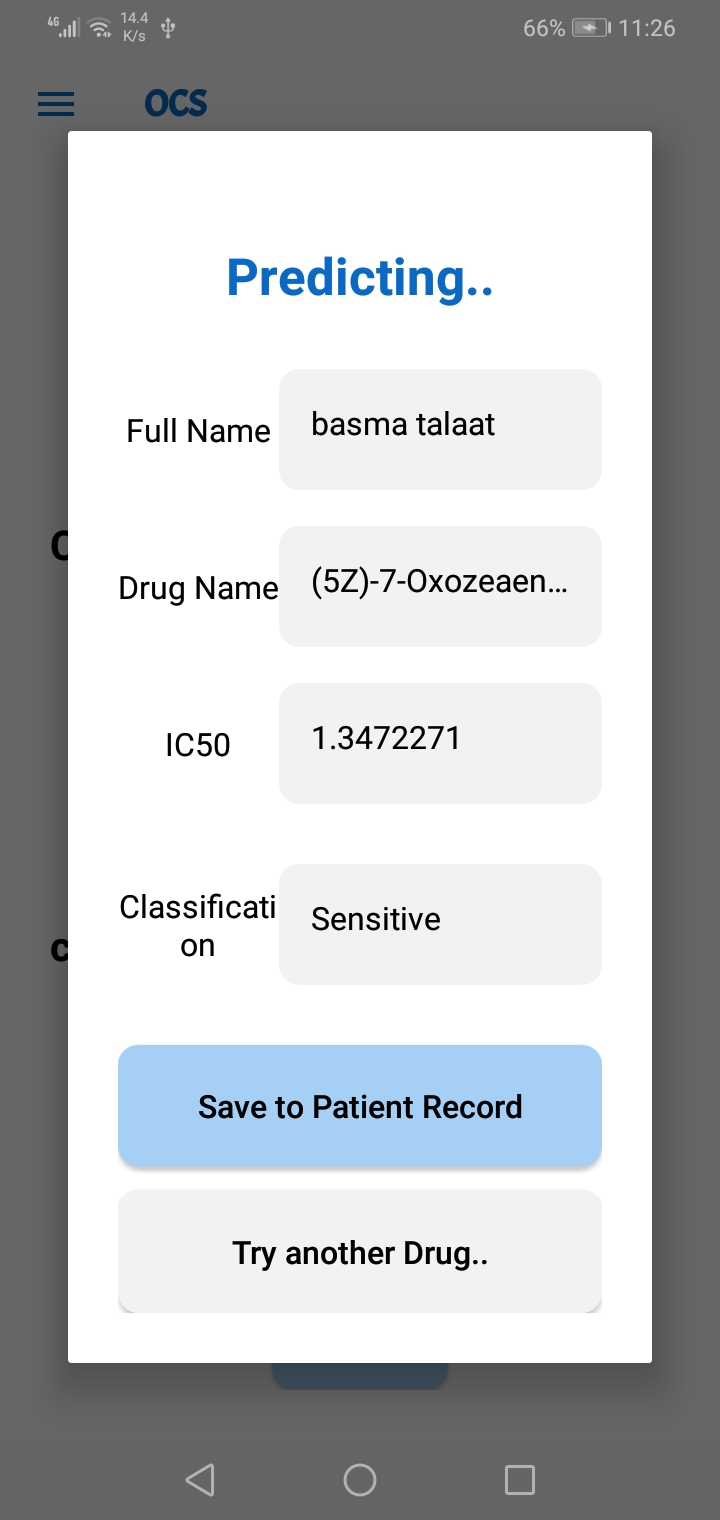 4G 14.4 K/s 66% 11:26
OCS
Predicting..
Full Name basma talaat
Drug Name (5Z)-7-Oxozeaen...
IC50 1.3472271
Classificati
on
Sensitive
Save to Patient Record
Try another Drug..